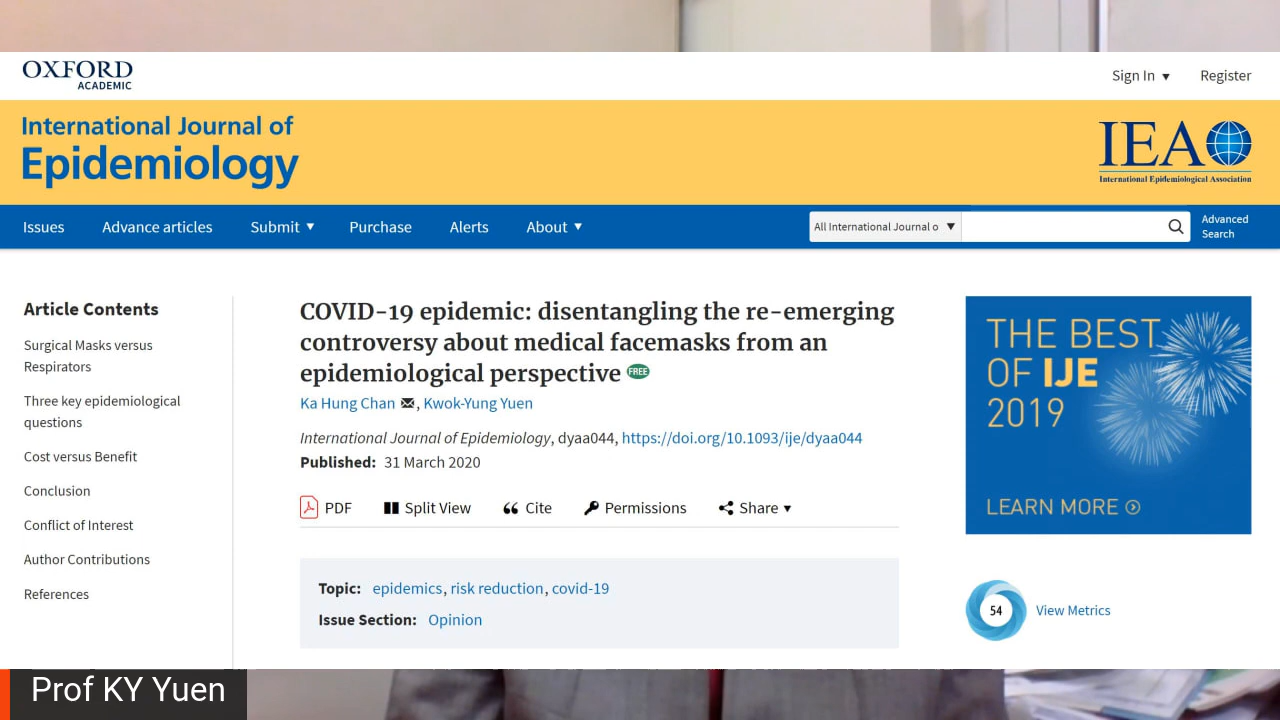 OXFORD
ACADEMIC
Sign In ▼ Register
International Journal of
Epidemiology
IEA
International Epidemiological Association
Issues Advance articles Submit ▼ Purchase Alerts About ▼
All International Journal o ▼
Advanced
Search
Article Contents
Surgical Masks versus
Respirators
Three key epidemiological
questions
Cost versus Benefit
Conclusion
Conflict of Interest
Author Contributions
References
COVID-19 epidemic: disentangling the re-emerging
controversy about medical facemasks from an
epidemiological perspective FREE
Ka Hung Chan ✉, Kwok-Yung Yuen
International Journal of Epidemiology, dyaa044, https://doi.org/10.1093/ije/dyaa044
Published: 31 March 2020
PDF Split View Cite Permissions Share ▼
Topic: epidemics, risk reduction, covid-19
Issue Section: Opinion
THE BEST
OF IJE
2019
LEARN MORE
54 View Metrics
Prof KY Yuen